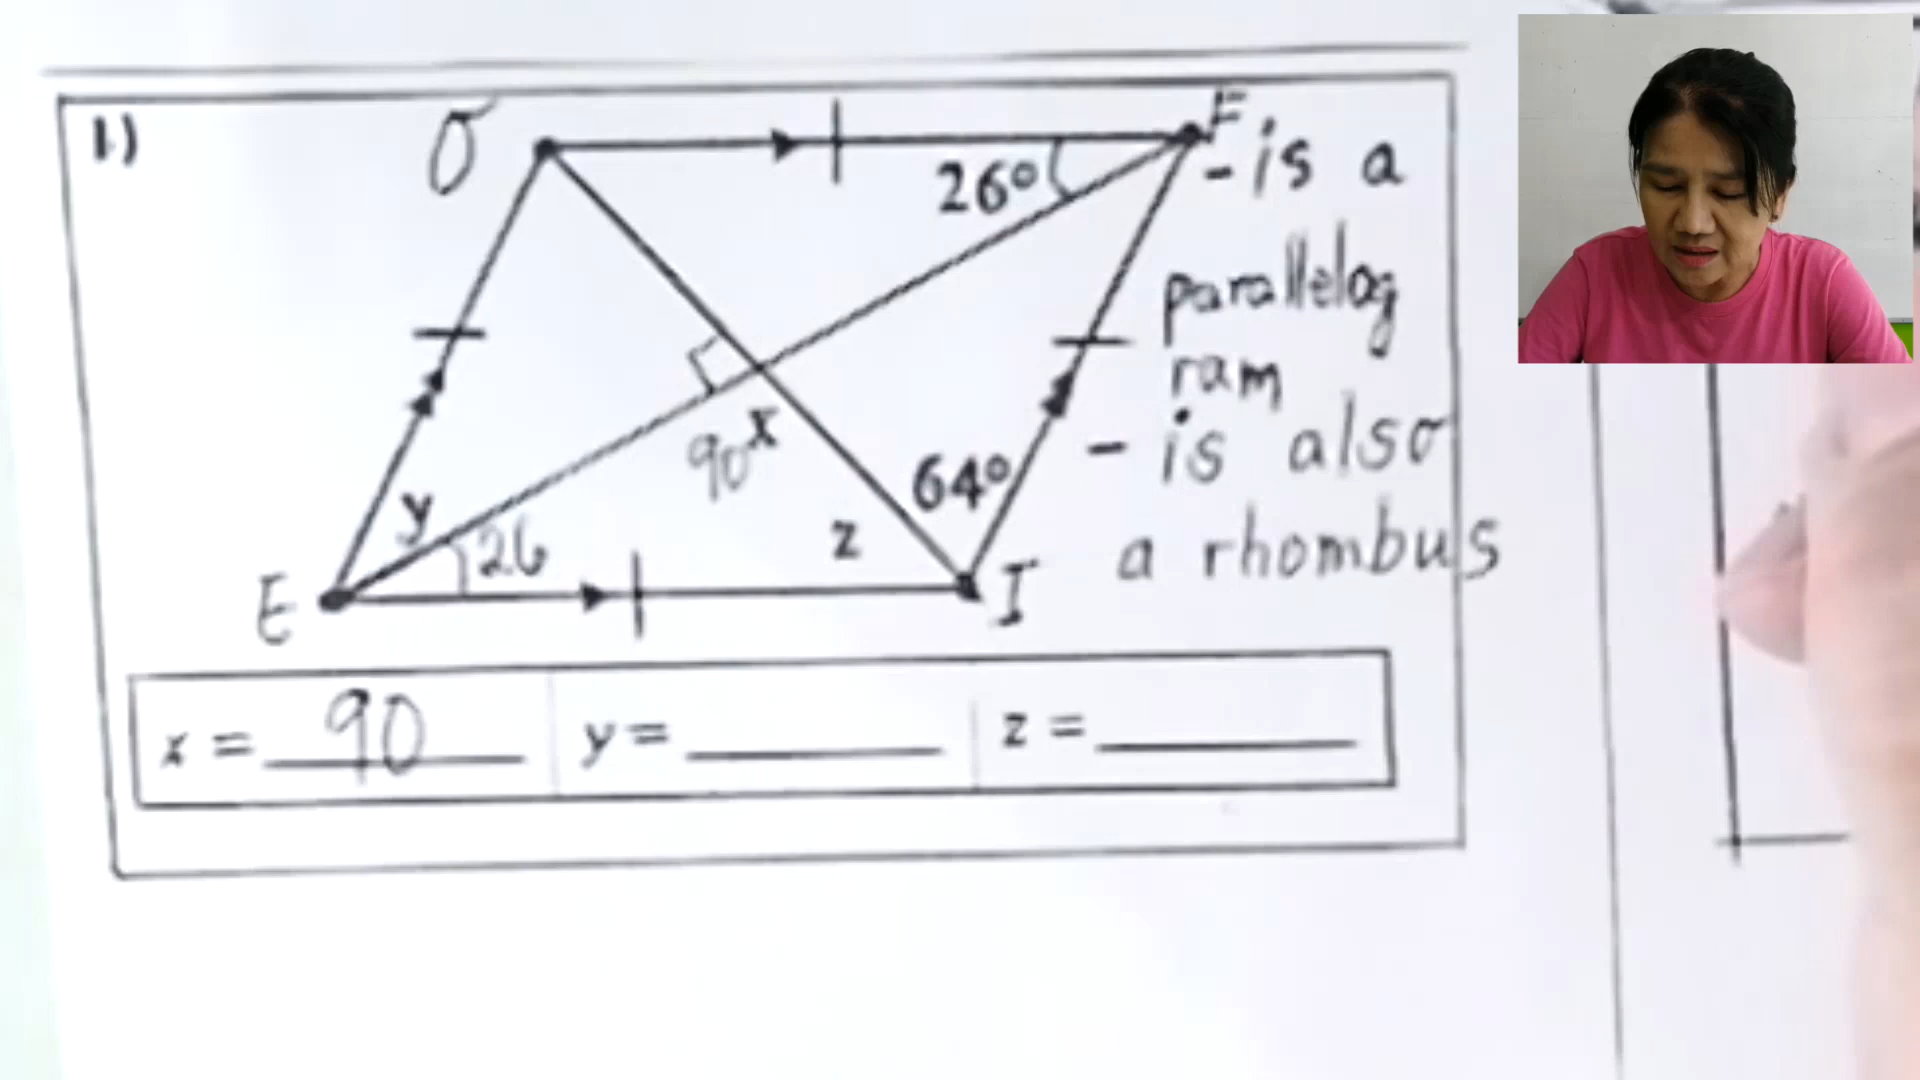 1.)
O
F
26°
- is a
parallelog
ram
- is also
a rhombus
x
90
64°
y
26
z
E
I
x = 90
y =
z =